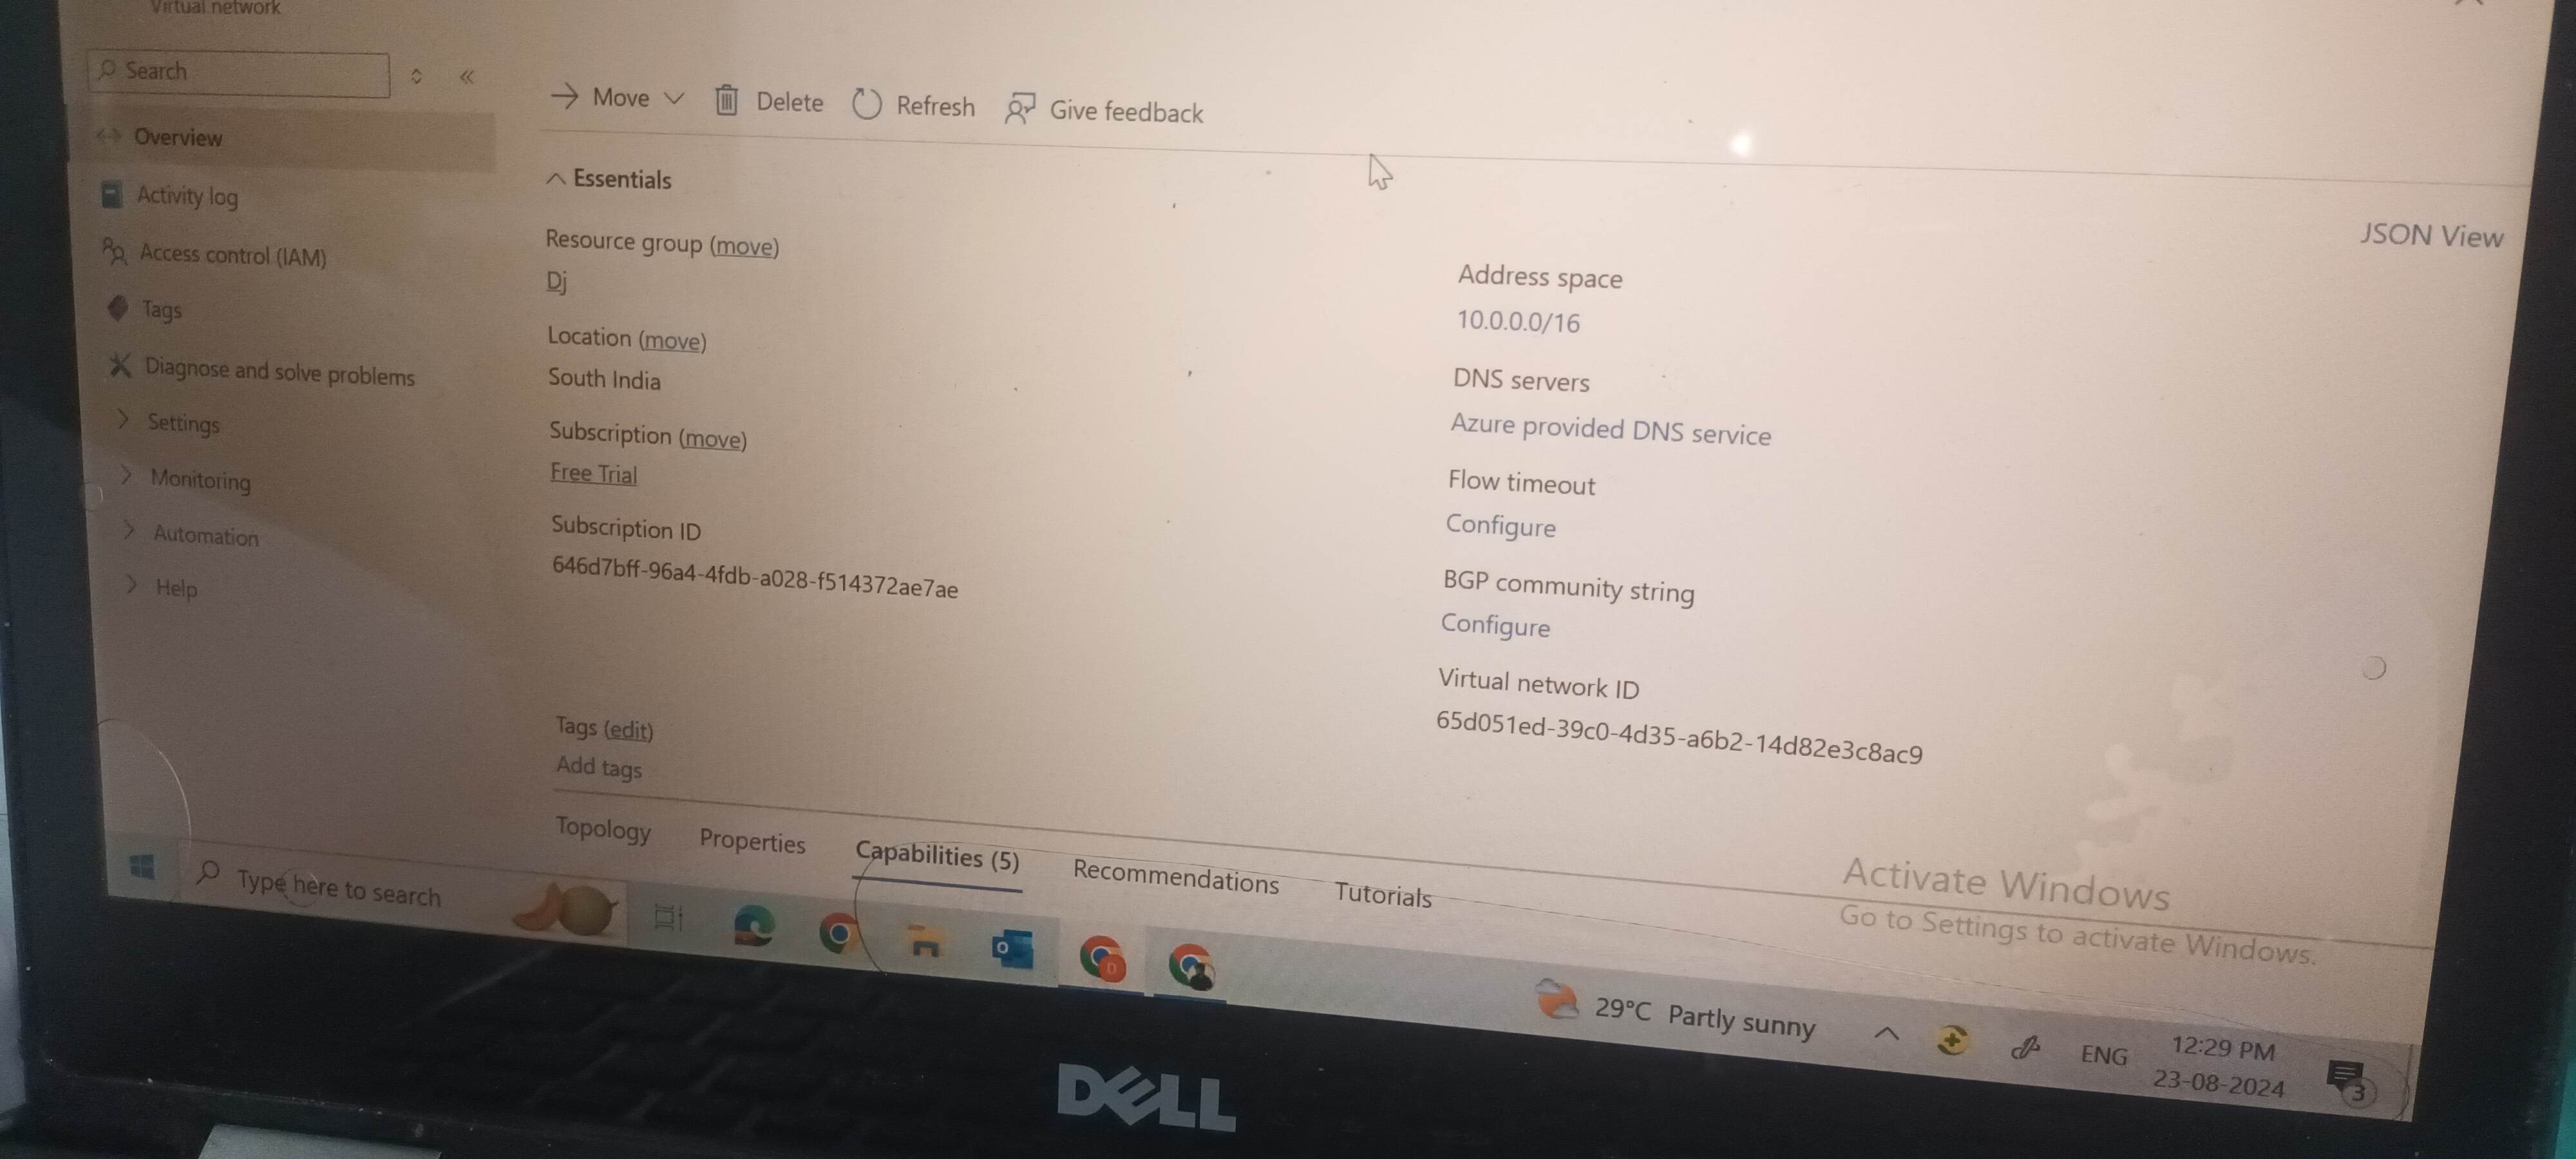 Virtual network
Search
Overview
Activity log
Access control (IAM)
Tags
Diagnose and solve problems
Settings
Monitoring
Automation
Help
Move
Delete
Refresh
Give feedback
Essentials
JSON View
Resource group (move)
Dj
Location (move)
South India
Subscription (move)
Free Trial
Subscription ID
646d7bff-96a4-4fdb-a028-f514372ae7ae
Address space
10.0.0.0/16
DNS servers
Azure provided DNS service
Flow timeout
Configure
BGP community string
Configure
Virtual network ID
65d051ed-39c0-4d35-a6b2-14d82e3c8ac9
Tags (edit)
Add tags
Topology
Properties
Capabilities (5)
Recommendations
Tutorials
Activate Windows
Go to Settings to activate Windows.
Type here to search
D
29°C Partly sunny
ENG
12:29 PM
23-08-2024
3
DELL